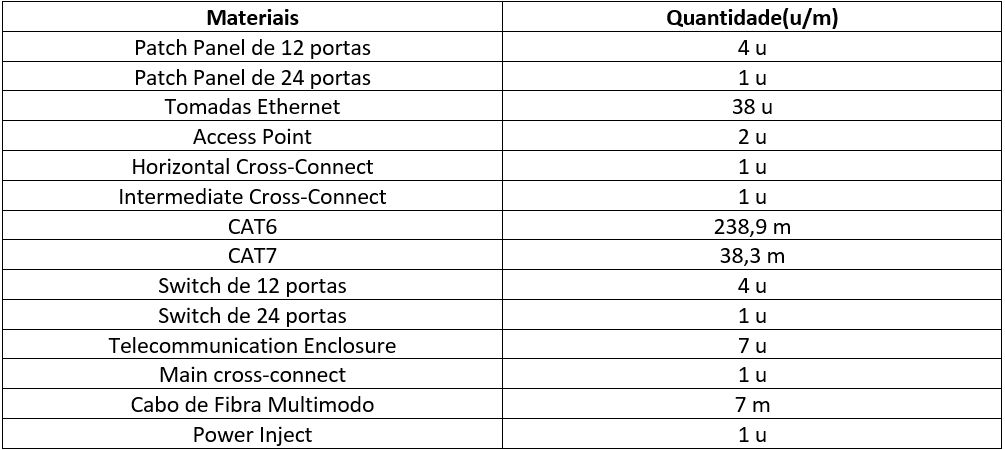 Materiais Quantidade(u/m)
Patch Panel de 12 portas 4 u
Patch Panel de 24 portas 1 u
Tomadas Ethernet 38 u
Access Point 2 u
Horizontal Cross-Connect 1 u
Intermediate Cross-Connect 1 u
CAT6 238,9 m
CAT7 38,3 m
Switch de 12 portas 4 u
Switch de 24 portas 1 u
Telecommunication Enclosure 7 u
Main cross-connect 1 u
Cabo de Fibra Multimodo 7 m
Power Inject 1 u